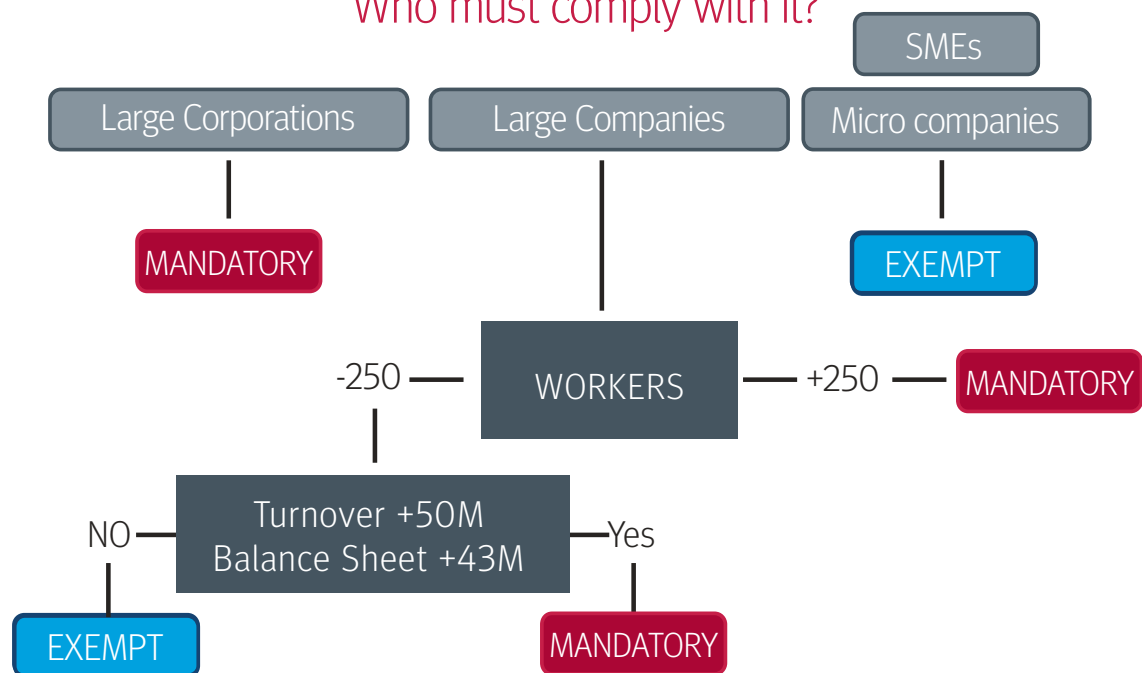 Who must comply with it?
SMEs
Large Corporations
Large Companies
Micro companies
MANDATORY
EXEMPT
-250
WORKERS
+250
MANDATORY
NO
Turnover +50M
Balance Sheet +43M
Yes
EXEMPT
MANDATORY